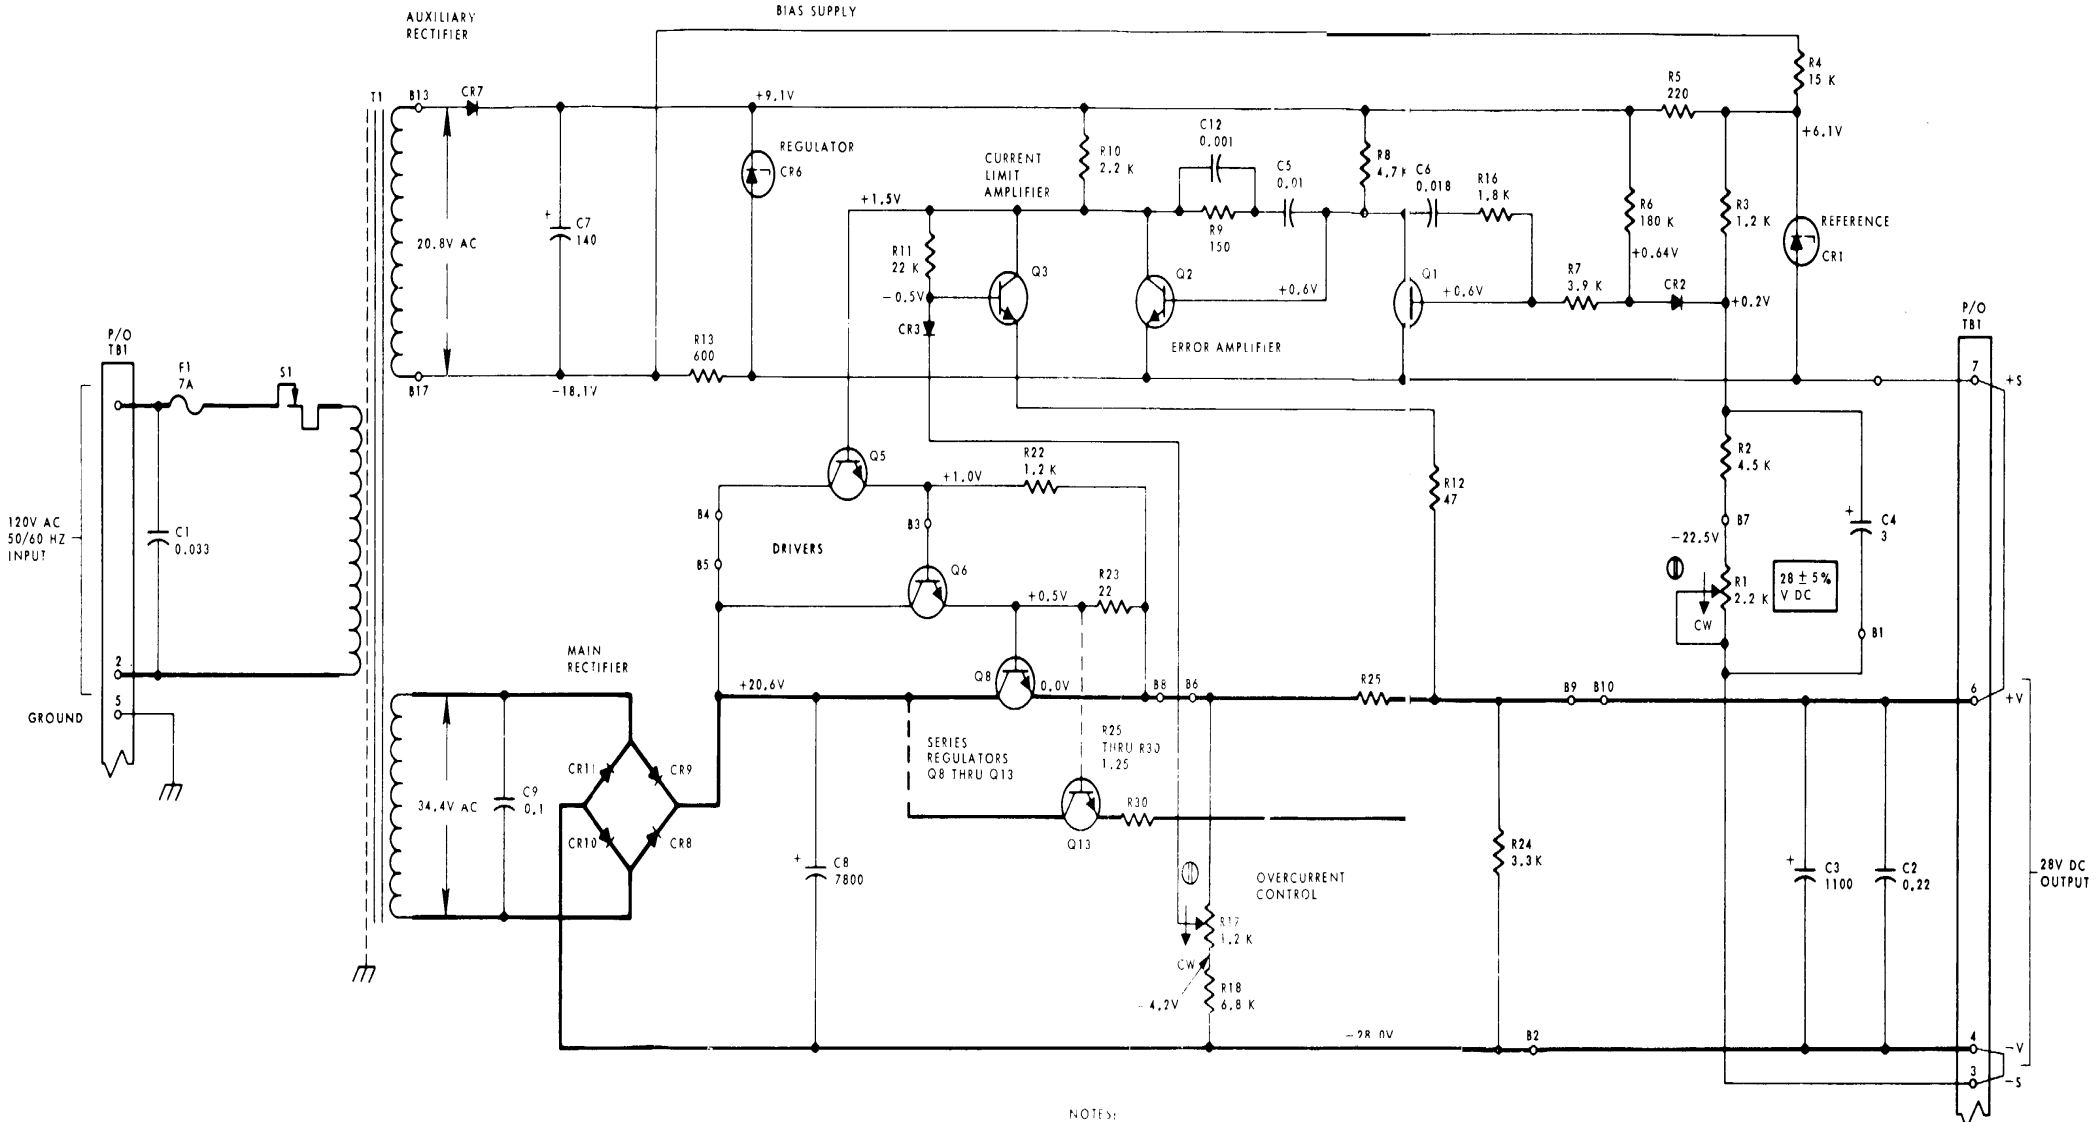 AUXILIARY
RECTIFIER
BIAS SUPPLY
R4
15 K
T1
B13
CR7
+9.1V
R5
220
+6.1V
REGULATOR
CR6
CURRENT
LIMIT
AMPLIFIER
R10
2.2 K
C12
0.001
R9
150
C5
0.01
R8
4.7K
C6
0.018
R16
1.8 K
R6
180 K
+0.64V
R3
1.2 K
REFERENCE
CR1
20.8V AC
+
C7
140
+1.5V
R11
22 K
-0.5V
CR3
Q3
Q2
+0.6V
Q1
+0.6V
R7
3.9 K
CR2
+0.2V
ERROR AMPLIFIER
R13
600
B17
-18.1V
P/O
TB1
F1
7A
S1
P/O
TB1
7
+S
120V AC
50/60 HZ
INPUT
C1
0.033
2
5
GROUND
Q5
+1.0V
R22
1.2 K
B4
B3
B5
DRIVERS
Q6
+0.5V
R23
22
R12
47
R2
4.5 K
B7
-22.5V
R1
2.2 K
CW
28 ± 5%
V DC
+
C4
3
B1
MAIN
RECTIFIER
+20.6V
Q8
0.0V
B8
B6
R25
B9
B10
6
+V
SERIES
REGULATORS
Q8 THRU Q13
R25
THRU R30
1.25
34.4V AC
C9
0.1
CR11
CR9
CR10
CR8
Q13
R30
+
C8
7800
OVERCURRENT
CONTROL
R17
1.2 K
CW
-4.2V
R18
6.8 K
R24
3.3K
+
C3
1100
C2
0.22
28V DC
OUTPUT
-28.0V
B2
4
-V
3
-S
NOTES: